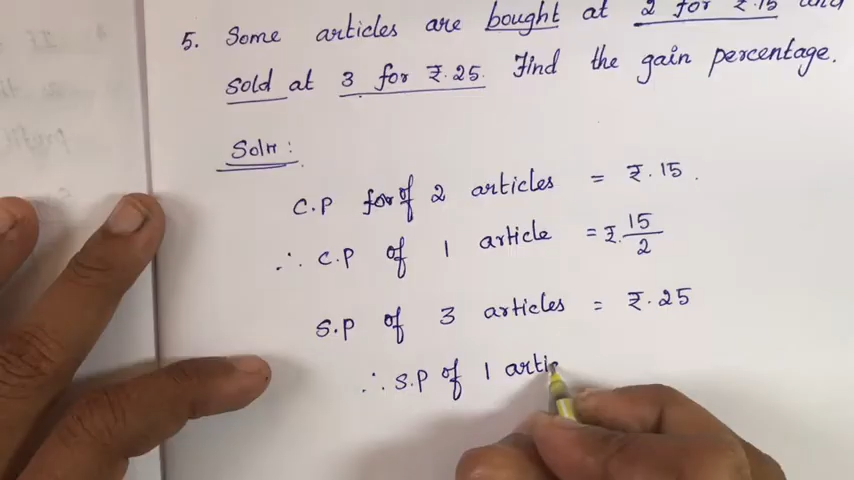 5. Some articles are bought at 2 for ₹.15 and
sold at 3 for ₹.25. Find the gain percentage.
Soln:
C.P for of 2 articles = ₹.15.
∴ C.P of 1 article = ₹. 15/2
S.P of 3 articles = ₹.25
∴ S.P of 1 arti